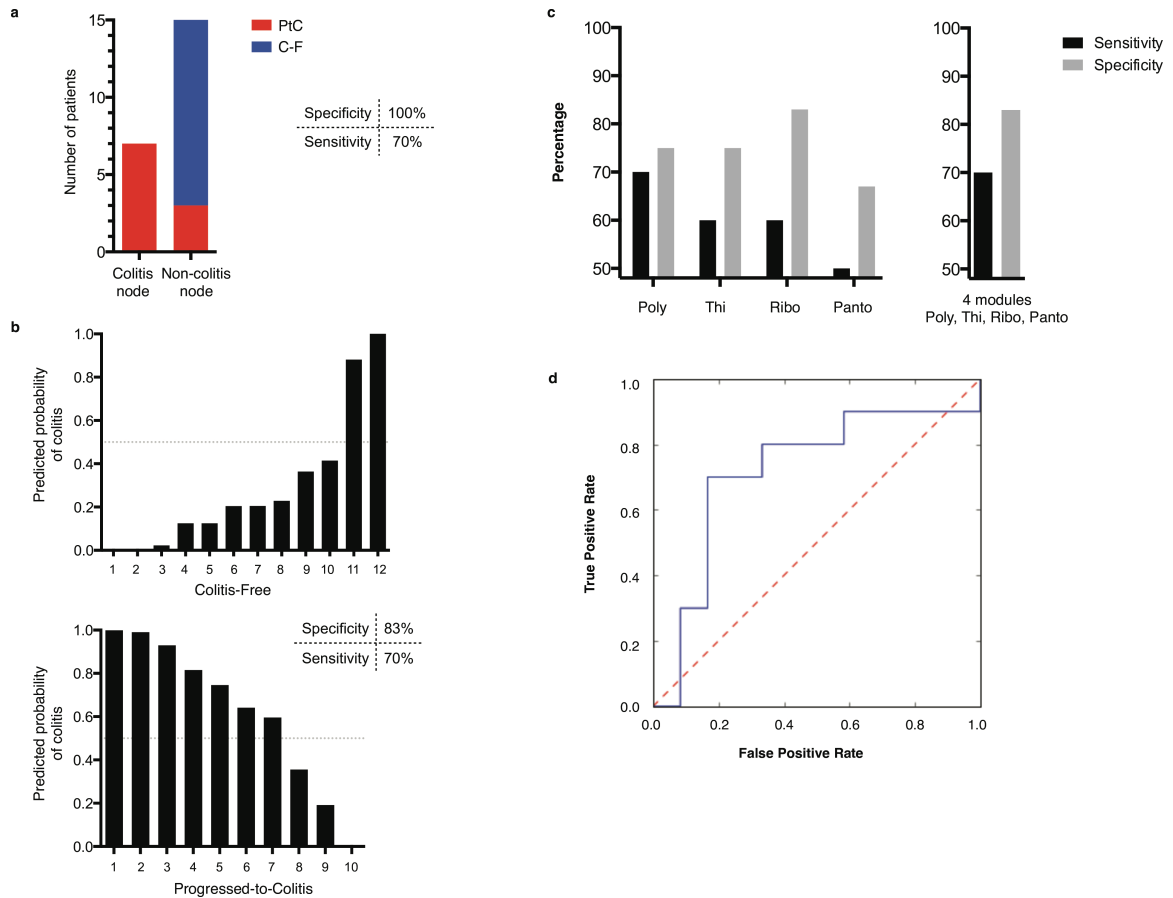 a
15
10
5
0
Number of patients
Colitis
node
Non-colitis
node
PtC
C-F
Specificity 100%
Sensitivity 70%
b
1.0
0.8
0.6
0.4
0.2
0.0
Predicted probability
of colitis
1 2 3 4 5 6 7 8 9 10 11 12
Colitis-Free
1.0
0.8
0.6
0.4
0.2
0.0
Predicted probability
of colitis
Specificity 83%
Sensitivity 70%
1 2 3 4 5 6 7 8 9 10
Progressed-to-Colitis
c
100
90
80
70
60
50
Percentage
Poly Thi Ribo Panto
100
90
80
70
60
50
4 modules
Poly, Thi, Ribo, Panto
Sensitivity
Specificity
d
1.0
0.8
0.6
0.4
0.2
0.0
True Positive Rate
0.0 0.2 0.4 0.6 0.8 1.0
False Positive Rate